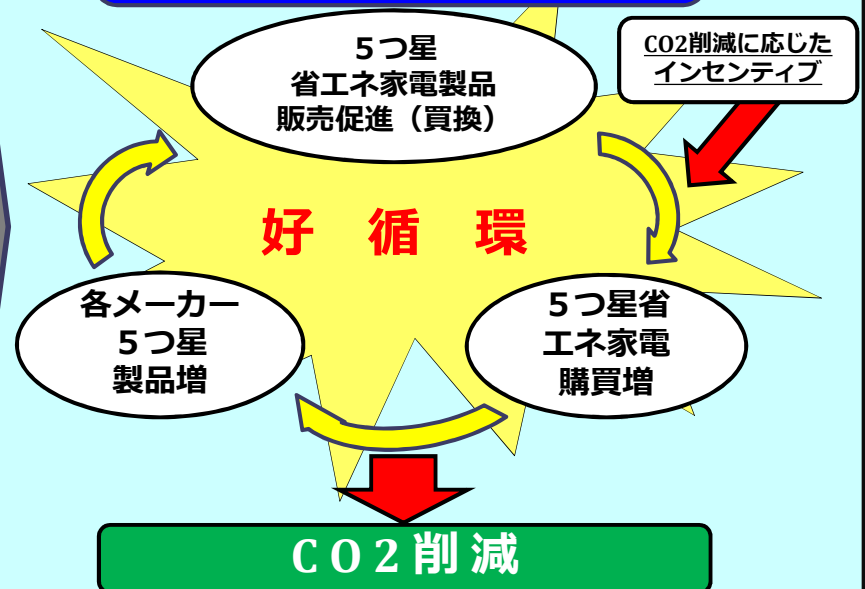 ５つ星
省エネ家電製品
販売促進（買換）
CO2削減に応じた
インセンティブ
好　循　環
各メーカー
５つ星
製品増
５つ星省
エネ家電
購買増
ＣＯ２削減